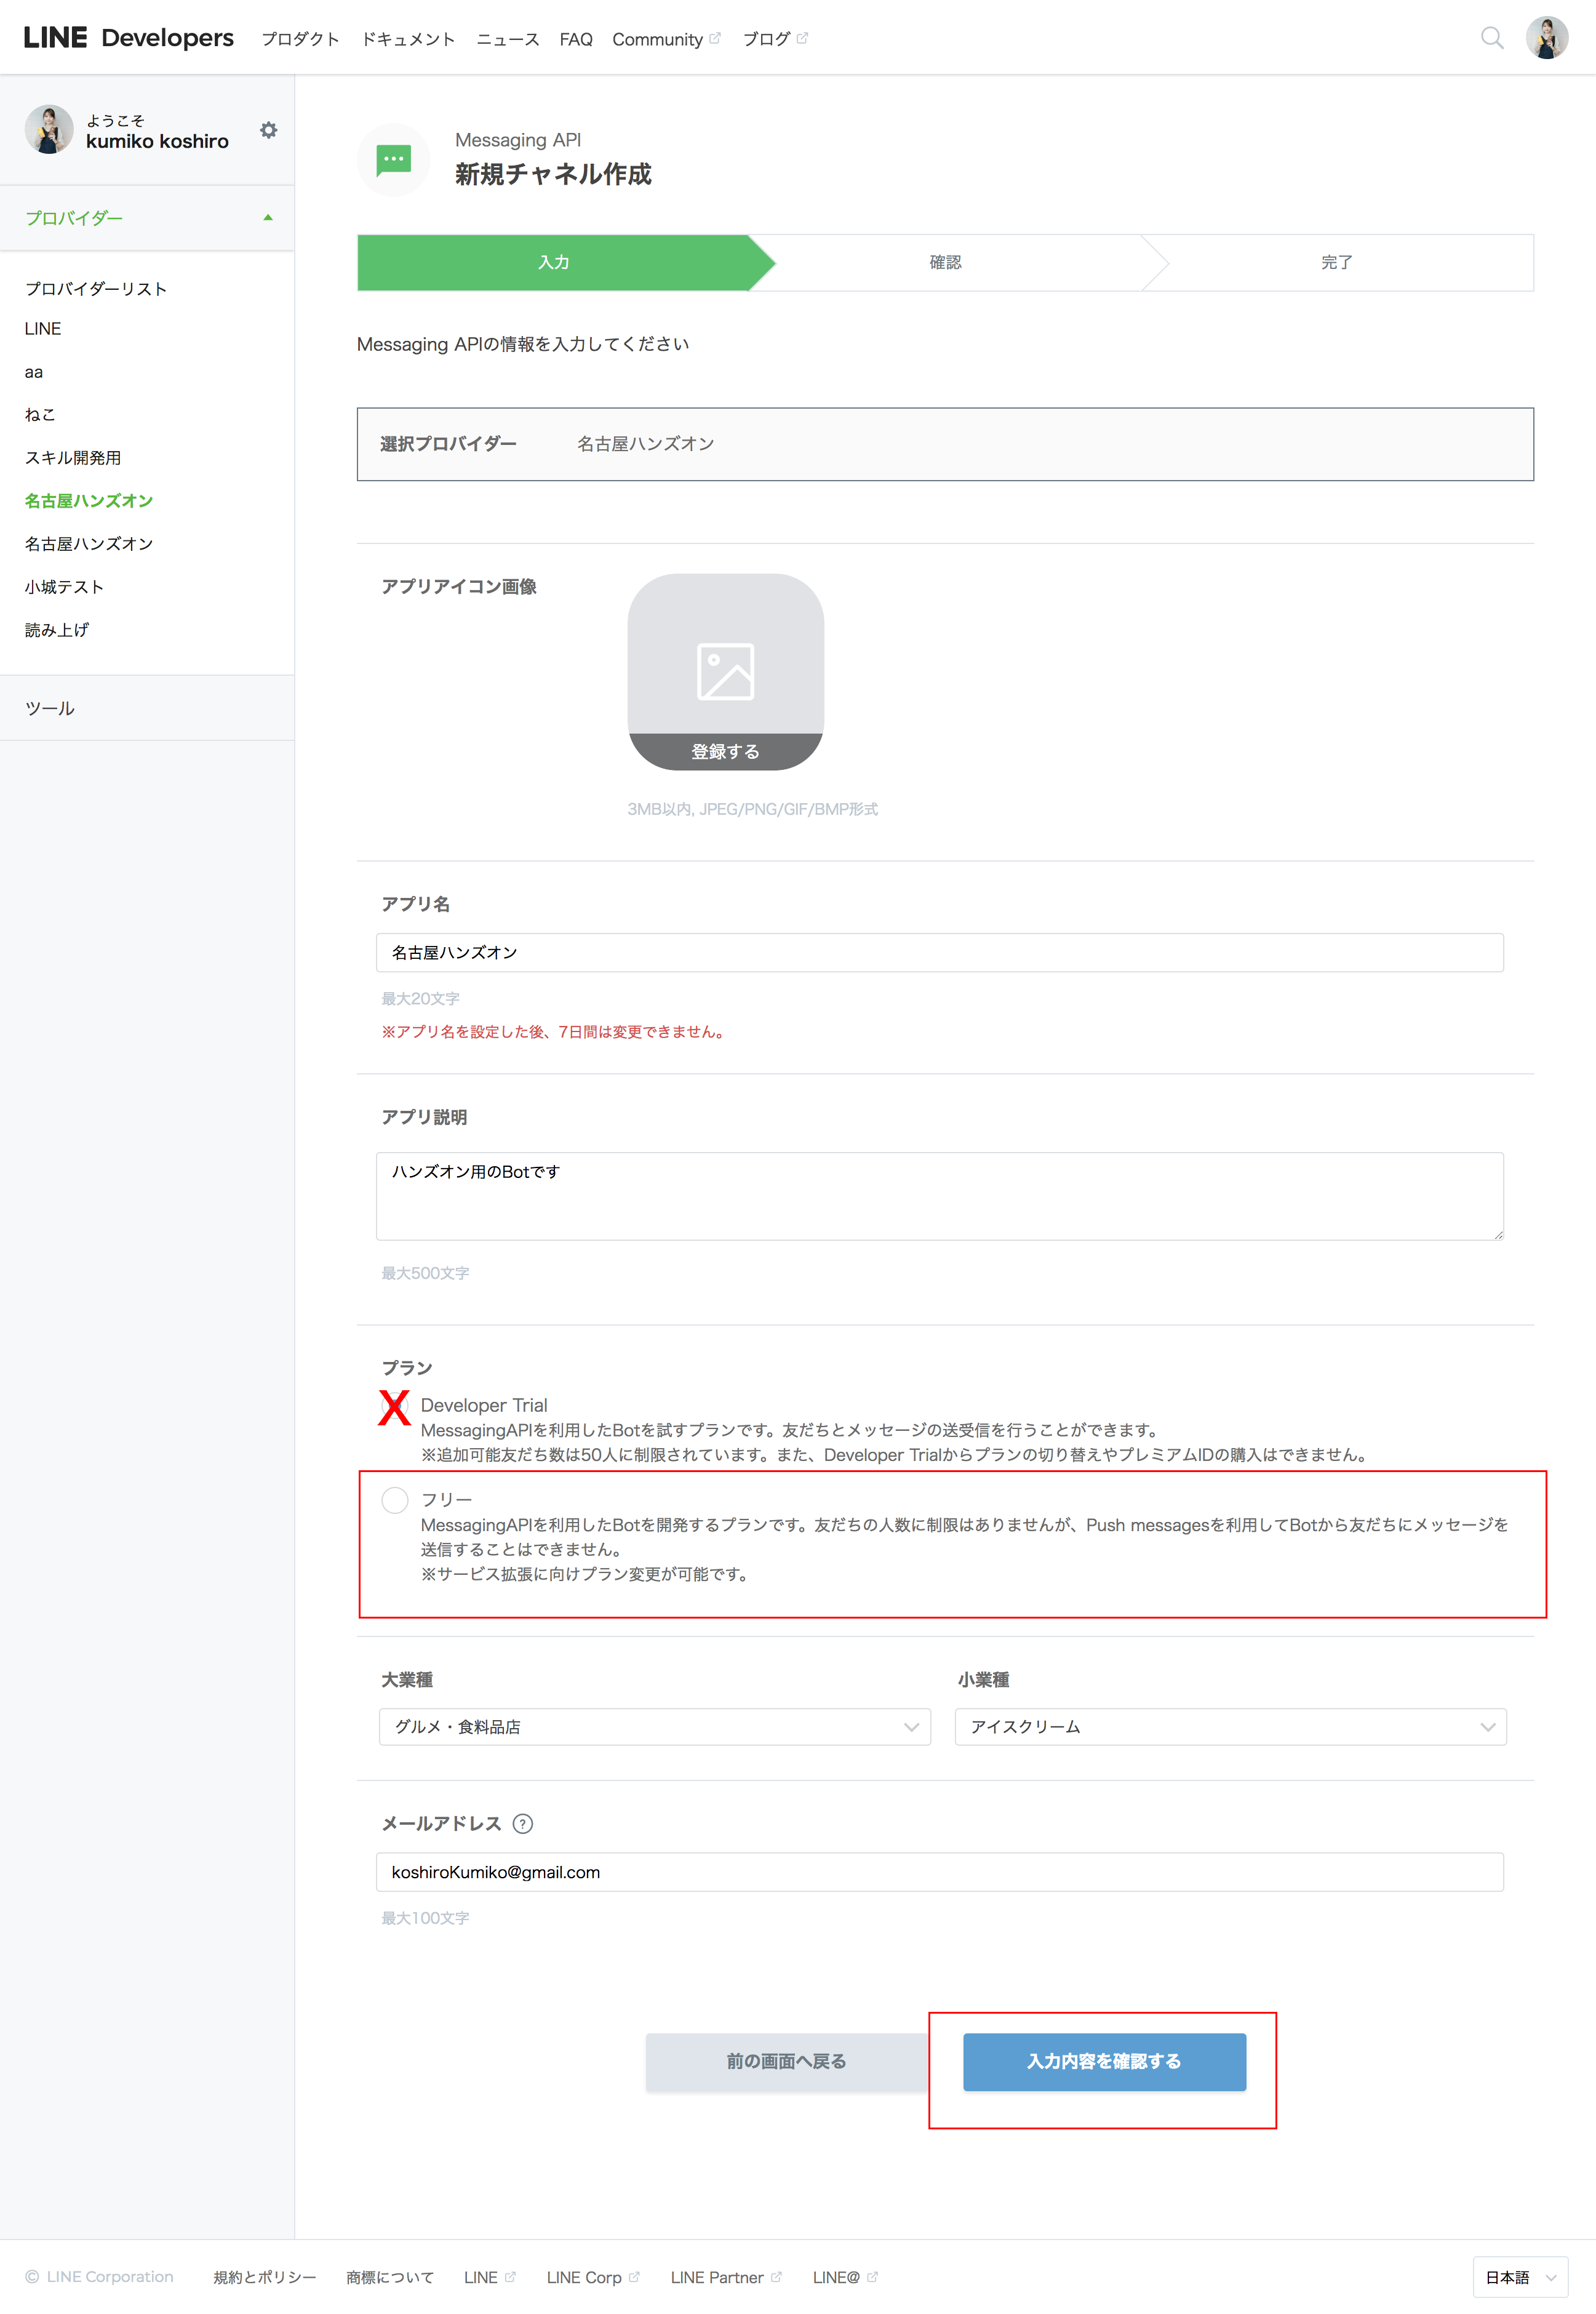 LINE Developers プロダクト ドキュメント ニュース FAQ Community ブログ
ようこそ
kumiko koshiro
プロバイダー
プロバイダーリスト
LINE
aa
ねこ
スキル開発用
名古屋ハンズオン
名古屋ハンズオン
小城テスト
読み上げ
ツール
Messaging API
新規チャネル作成
入力 確認 完了
Messaging APIの情報を入力してください
選択プロバイダー 名古屋ハンズオン
アプリアイコン画像
登録する
3MB以内, JPEG/PNG/GIF/BMP形式
アプリ名
名古屋ハンズオン
最大20文字
※アプリ名を設定した後、7日間は変更できません。
アプリ説明
ハンズオン用のBotです
最大500文字
プラン
X Developer Trial
MessagingAPIを利用したBotを試すプランです。友だちとメッセージの送受信を行うことができます。
※追加可能友だち数は50人に制限されています。また、Developer Trialからプランの切り替えやプレミアムIDの購入はできません。
フリー
MessagingAPIを利用したBotを開発するプランです。友だちの人数に制限はありませんが、Push messagesを利用してBotから友だちにメッセージを
送信することはできません。
※サービス拡張に向けプラン変更が可能です。
大業種 小業種
グルメ・食料品店 アイスクリーム
メールアドレス ?
koshiroKumiko@gmail.com
最大100文字
前の画面へ戻る 入力内容を確認する
© LINE Corporation 規約とポリシー 商標について LINE LINE Corp LINE Partner LINE@ 日本語